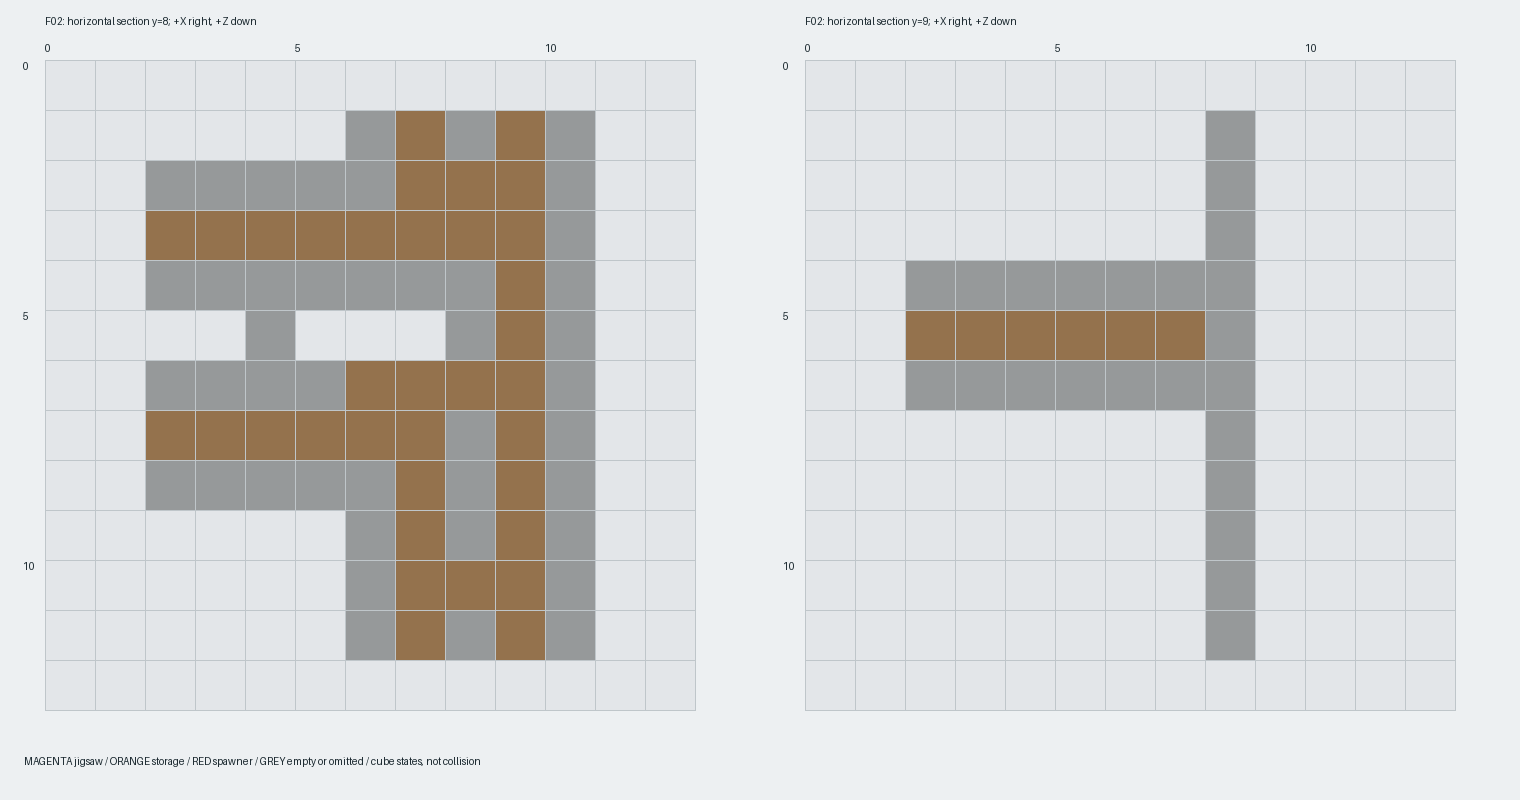 F02: horizontal section y=8; +X right, +Z down
F02: horizontal section y=9; +X right, +Z down
0 5 10
0 5 10
0
0
5
5
10
10
MAGENTA jigsaw / ORANGE storage / RED spawner / GREY empty or omitted / cube states, not collision